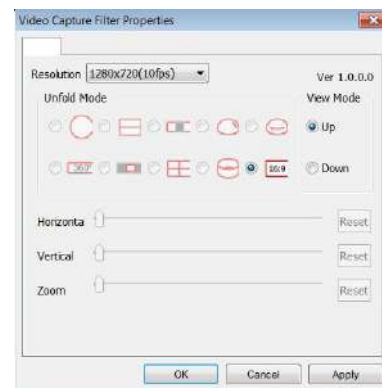 Video Capture Filter Properties
Resolution 1280x720(10fps) Ver 1.0.0.0
Unfold Mode View Mode
Up
360° 16:9 Down
Horizonta Reset
Vertical Reset
Zoom Reset
OK Cancel Apply